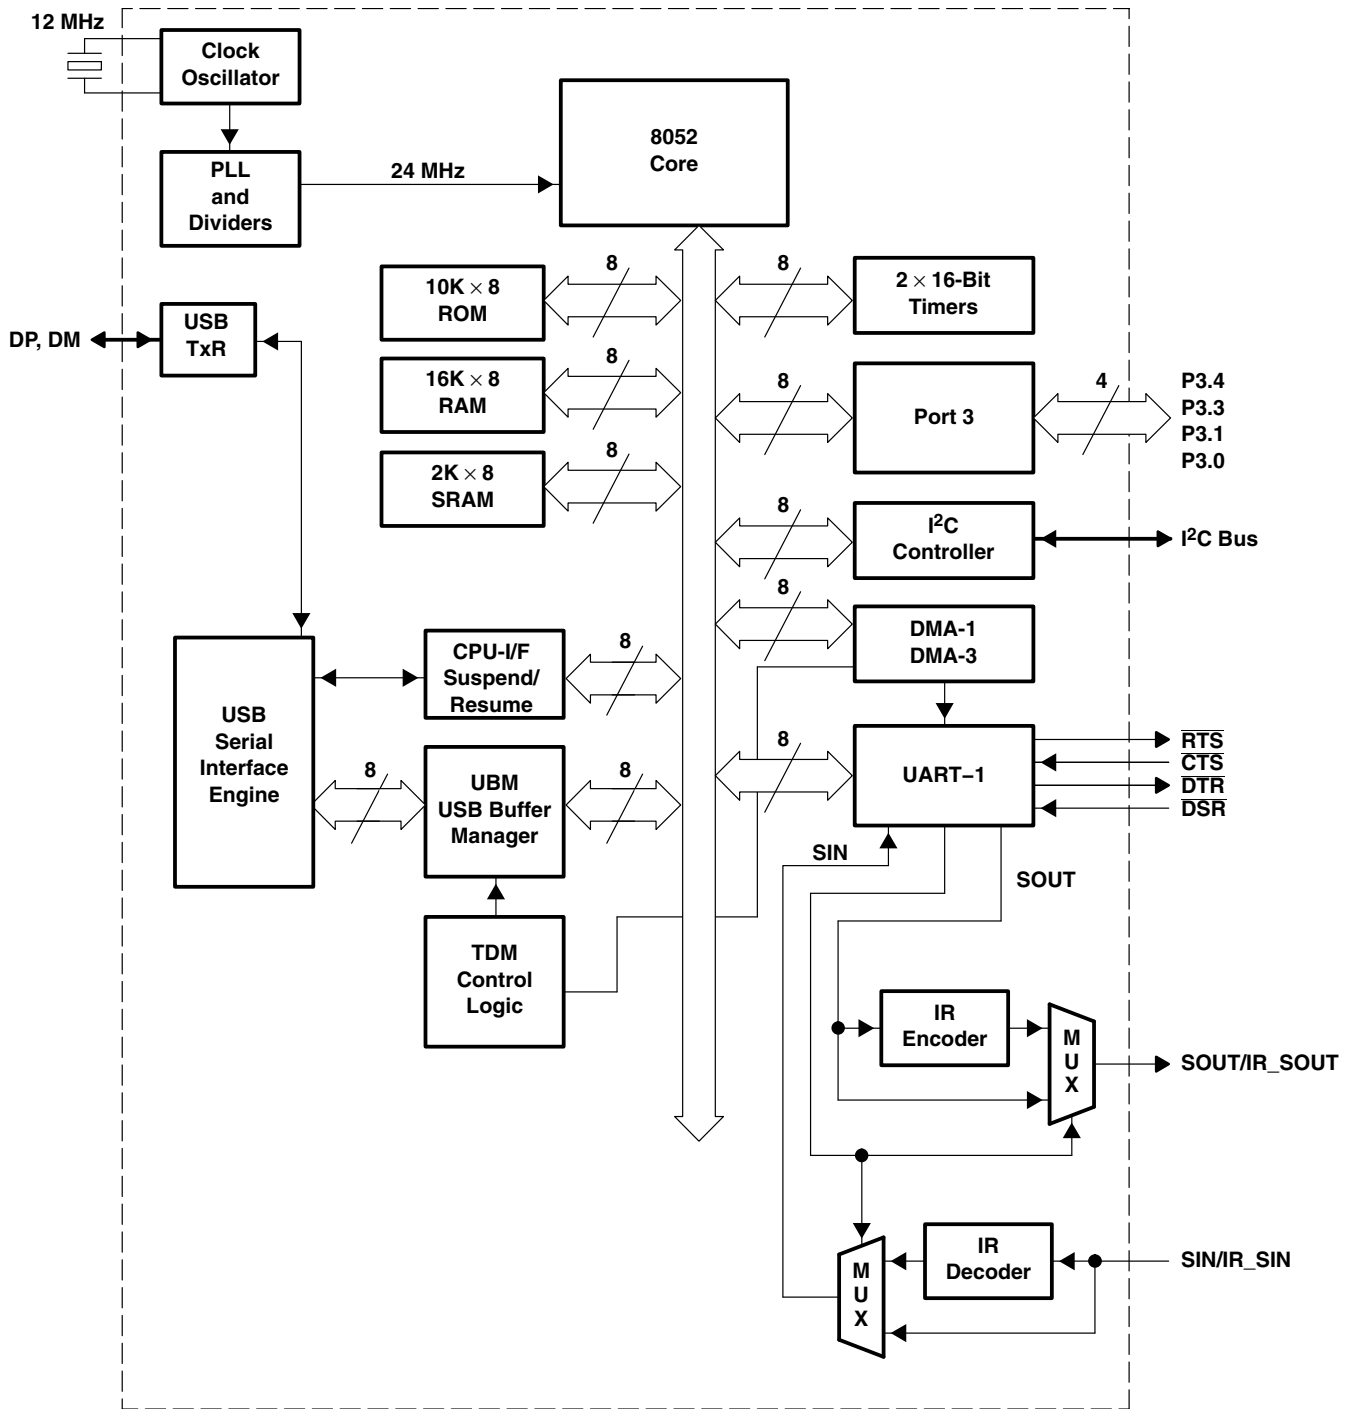 12 MHz
Clock
Oscillator
PLL
and
Dividers
24 MHz
8052
Core
10K × 8
ROM
8
8
2 × 16-Bit
Timers
DP, DM
USB
TxR
16K × 8
RAM
8
8
Port 3
4
P3.4
P3.3
P3.1
P3.0
2K × 8
SRAM
8
8
I²C
Controller
I²C Bus
8
DMA-1
DMA-3
USB
Serial
Interface
Engine
CPU-I/F
Suspend/
Resume
8
8
UBM
USB Buffer
Manager
8
8
UART–1
R̅T̅S̅
C̅T̅S̅
D̅T̅R̅
D̅S̅R̅
SIN
SOUT
TDM
Control
Logic
IR
Encoder
M
U
X
SOUT/IR_SOUT
M
U
X
IR
Decoder
SIN/IR_SIN